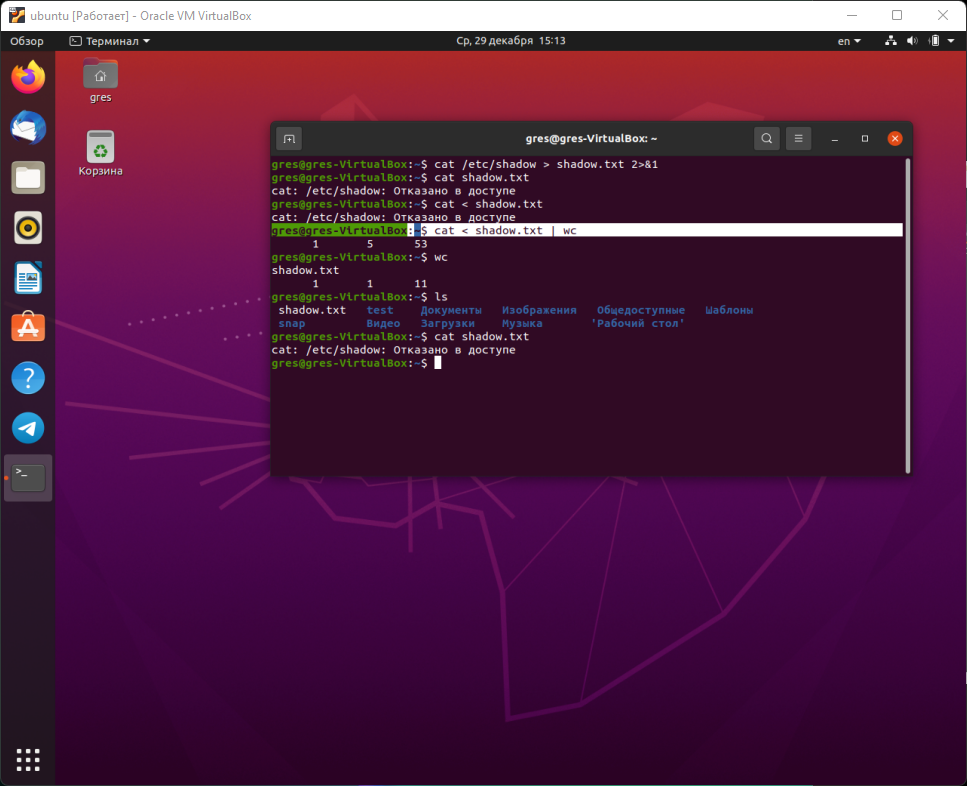 ubuntu [Работает] - Oracle VM VirtualBox
Обзор Терминал Ср, 29 декабря 15:13 en
gres
Корзина
gres@gres-VirtualBox: ~
gres@gres-VirtualBox:~$ cat /etc/shadow > shadow.txt 2>&1
gres@gres-VirtualBox:~$ cat shadow.txt
cat: /etc/shadow: Отказано в доступе
gres@gres-VirtualBox:~$ cat < shadow.txt
cat: /etc/shadow: Отказано в доступе
gres@gres-VirtualBox:~$ cat < shadow.txt | wc
1 5 53
gres@gres-VirtualBox:~$ wc
shadow.txt
1 1 11
gres@gres-VirtualBox:~$ ls
shadow.txt test Документы Изображения Общедоступные Шаблоны
snap Видео Загрузки Музыка 'Рабочий стол'
gres@gres-VirtualBox:~$ cat shadow.txt
cat: /etc/shadow: Отказано в доступе
gres@gres-VirtualBox:~$